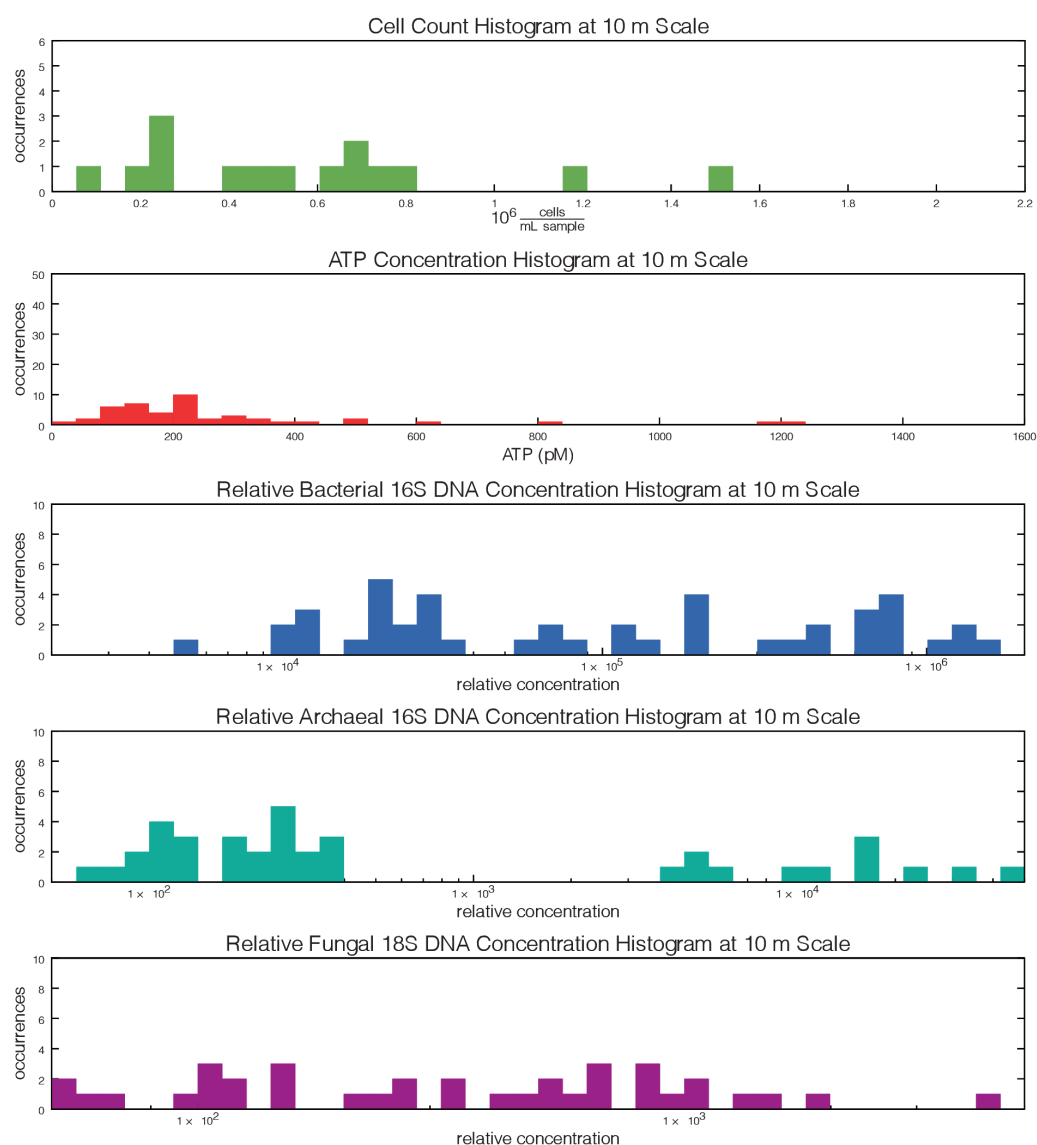 Cell Count Histogram at 10 m Scale
occurrences
6
5
4
3
2
1
0
0 0.2 0.4 0.6 0.8 1 1.2 1.4 1.6 1.8 2 2.2
10^6 cells
mL sample
ATP Concentration Histogram at 10 m Scale
occurrences
50
40
30
20
10
0
0 200 400 600 800 1000 1200 1400 1600
ATP (pM)
Relative Bacterial 16S DNA Concentration Histogram at 10 m Scale
occurrences
10
8
6
4
2
0
1 × 10^4 1 × 10^5 1 × 10^6
relative concentration
Relative Archaeal 16S DNA Concentration Histogram at 10 m Scale
occurrences
10
8
6
4
2
0
1 × 10^2 1 × 10^3 1 × 10^4
relative concentration
Relative Fungal 18S DNA Concentration Histogram at 10 m Scale
occurrences
10
8
6
4
2
0
1 × 10^2 1 × 10^3
relative concentration